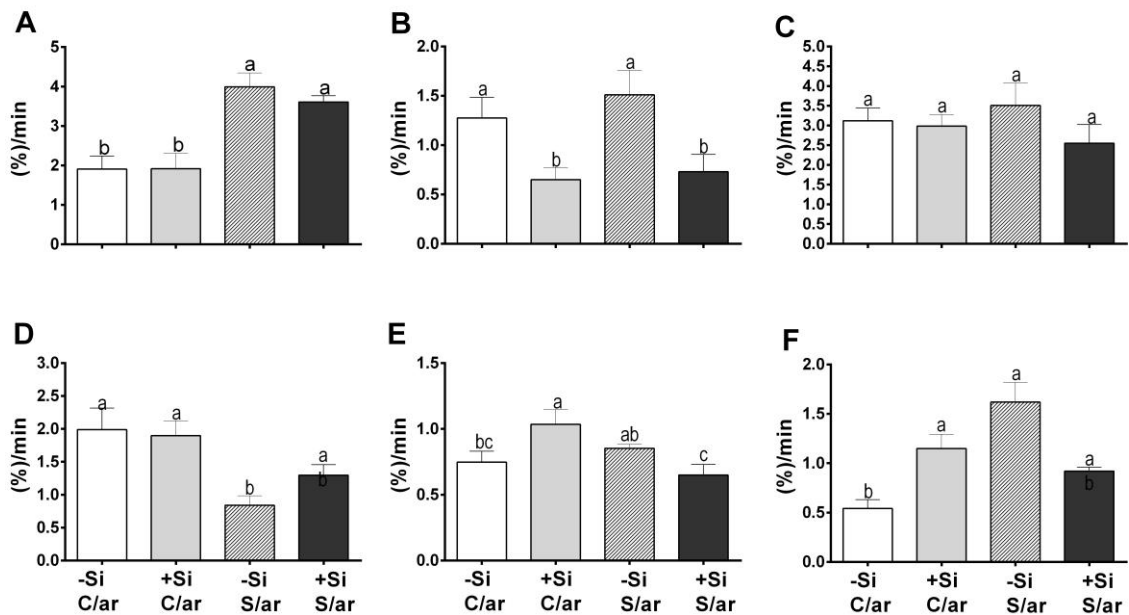 A
(%)/min
5
4
3
2
1
0
b
b
a
a
B
(%)/min
2.0
1.5
1.0
0.5
0.0
a
b
a
b
C
(%)/min
5.0
4.5
4.0
3.5
3.0
2.5
2.0
1.5
1.0
0.5
0.0
a
a
a
a
D
(%)/min
3.0
2.5
2.0
1.5
1.0
0.5
0.0
a
a
b
a
b
-Si +Si -Si +Si
C/ar C/ar S/ar S/ar
E
(%)/min
1.5
1.0
0.5
0.0
bc
a
ab
c
-Si +Si -Si +Si
C/ar C/ar S/ar S/ar
F
(%)/min
2.0
1.5
1.0
0.5
0.0
b
a
a
a
b
-Si +Si -Si +Si
C/ar C/ar S/ar S/ar